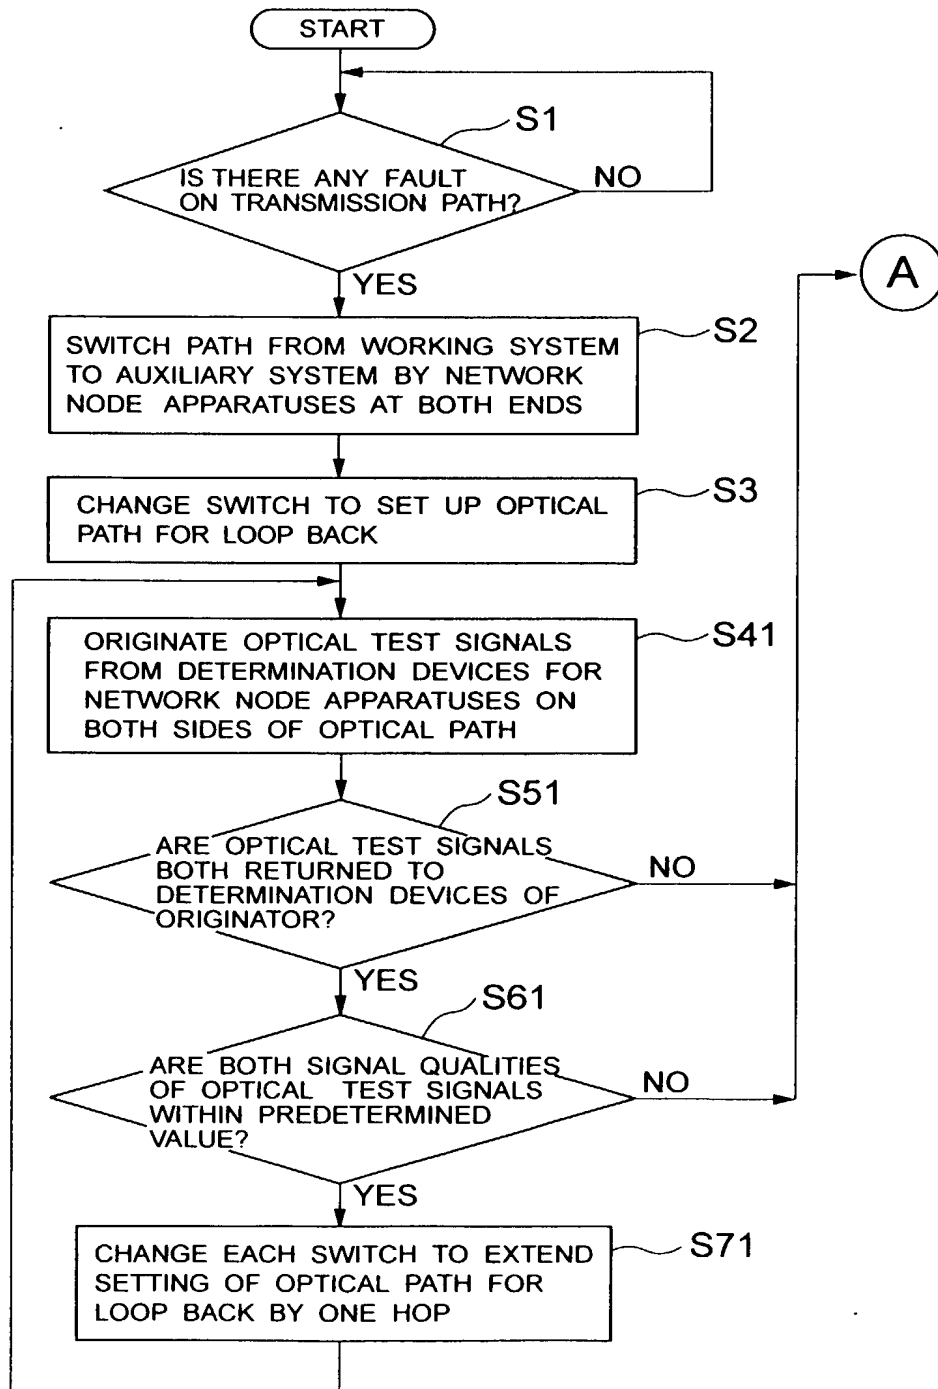 START
S1
IS THERE ANY FAULT
ON TRANSMISSION PATH?
NO
YES
A
S2
SWITCH PATH FROM WORKING SYSTEM
TO AUXILIARY SYSTEM BY NETWORK
NODE APPARATUSES AT BOTH ENDS
S3
CHANGE SWITCH TO SET UP OPTICAL
PATH FOR LOOP BACK
S41
ORIGINATE OPTICAL TEST SIGNALS
FROM DETERMINATION DEVICES FOR
NETWORK NODE APPARATUSES ON
BOTH SIDES OF OPTICAL PATH
S51
ARE OPTICAL TEST SIGNALS
BOTH RETURNED TO
DETERMINATION DEVICES OF
ORIGINATOR?
NO
YES
S61
ARE BOTH SIGNAL QUALITIES
OF OPTICAL TEST SIGNALS
WITHIN PREDETERMINED
VALUE?
NO
YES
S71
CHANGE EACH SWITCH TO EXTEND
SETTING OF OPTICAL PATH FOR
LOOP BACK BY ONE HOP